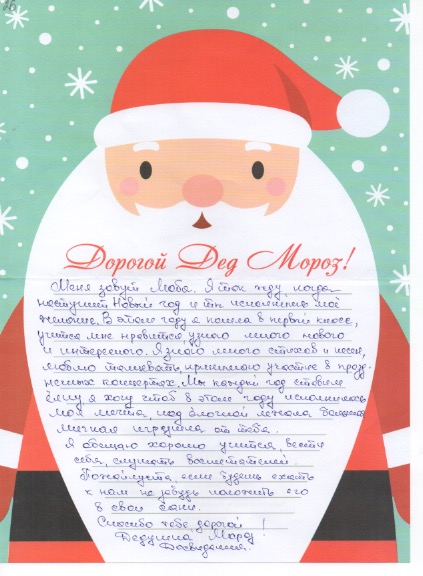 26
Дорогой Дед Мороз!
Меня зовут Люба. Я так жду, когда
наступит Новый год и ты исполнишь моё
желание. В этом году я пошла в первый класс,
учится мне нравится, узнаю много нового
и интересного. Я знаю много стихов и песен,
люблю танцевать, принимаю участие в празд-
ничных концертах. Мы каждый год ставим
ёлку я хочу чтоб в этом году исполнилась
моя мечта, под ёлочкой лежала большая
мягкая игрушка от тебя.
Я обещаю хорошо учится, вести
себя, слушать воспитателей.
Пожалуйста, если будешь ехать
к нам не забудь положить его
в свои сани.
Спасибо тебе, дорогой !
Дедушка Мороз
Досвидания.